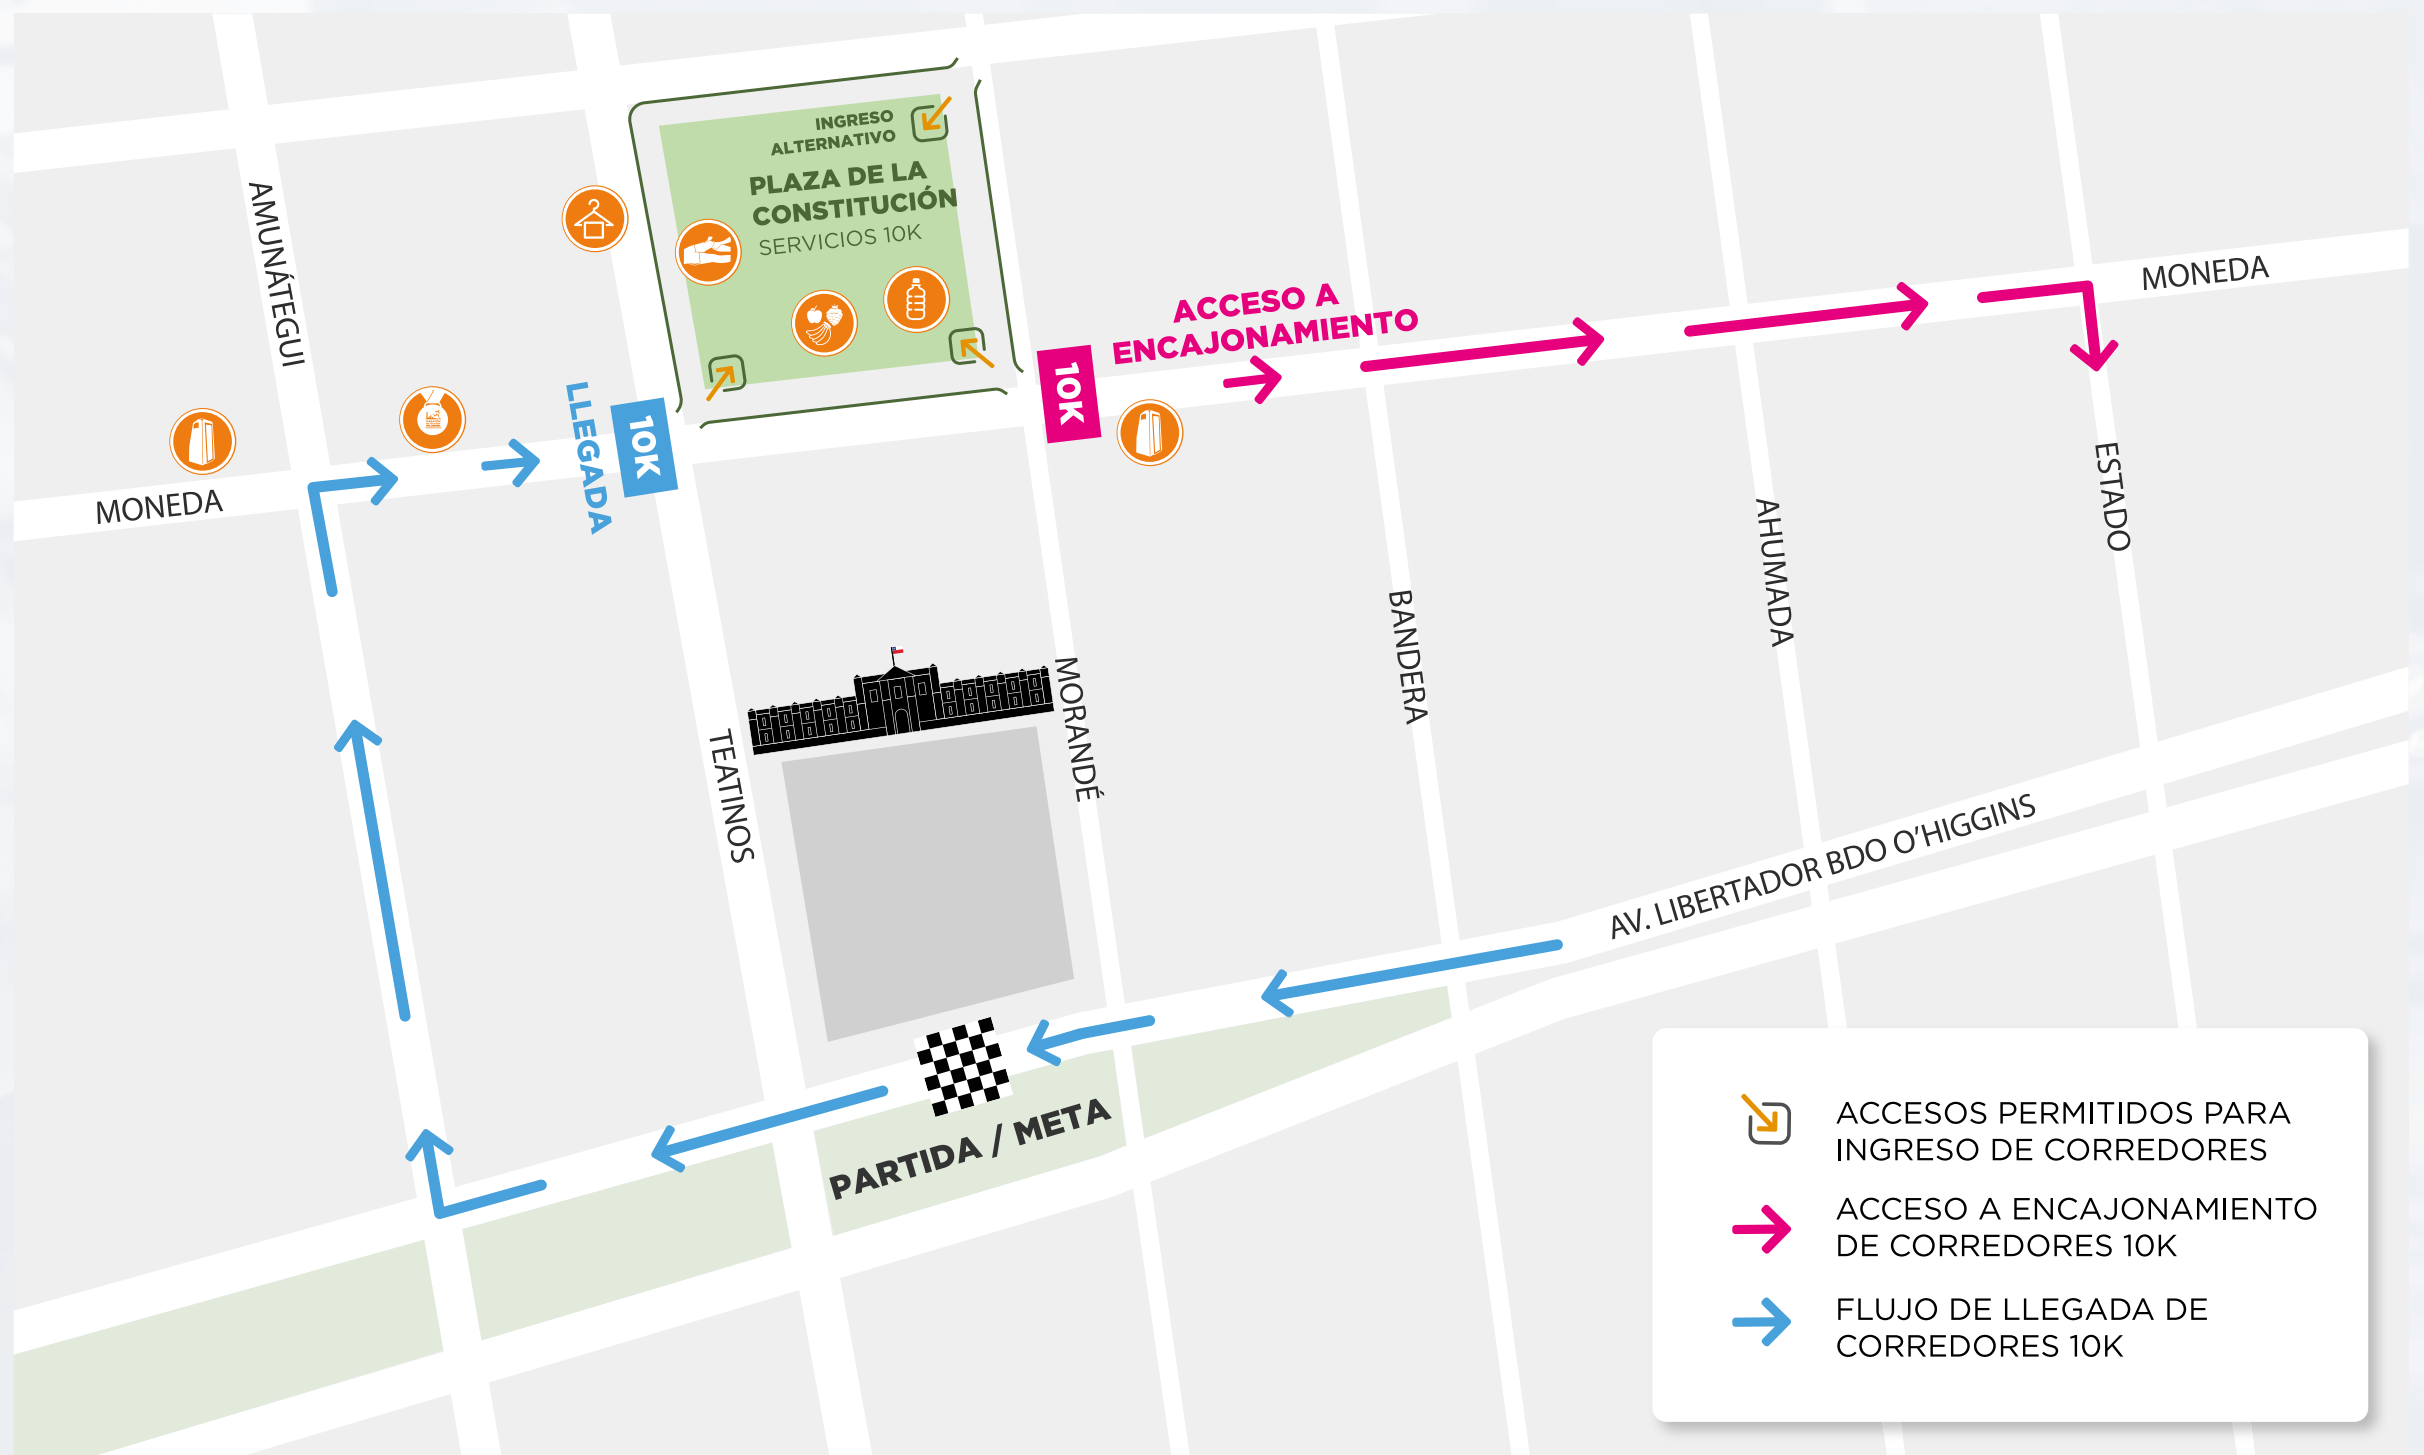 INGRESO
ALTERNATIVO
PLAZA DE LA
CONSTITUCIÓN
SERVICIOS 10K
AMUNÁTEGUI
MONEDA
LLEGADA
10K
10K
ACCESO A
ENCAJONAMIENTO
MONEDA
ESTADO
AHUMADA
BANDERA
MORANDÉ
TEATINOS
AV. LIBERTADOR BDO O'HIGGINS
PARTIDA / META
ACCESOS PERMITIDOS PARA
INGRESO DE CORREDORES
ACCESO A ENCAJONAMIENTO
DE CORREDORES 10K
FLUJO DE LLEGADA DE
CORREDORES 10K